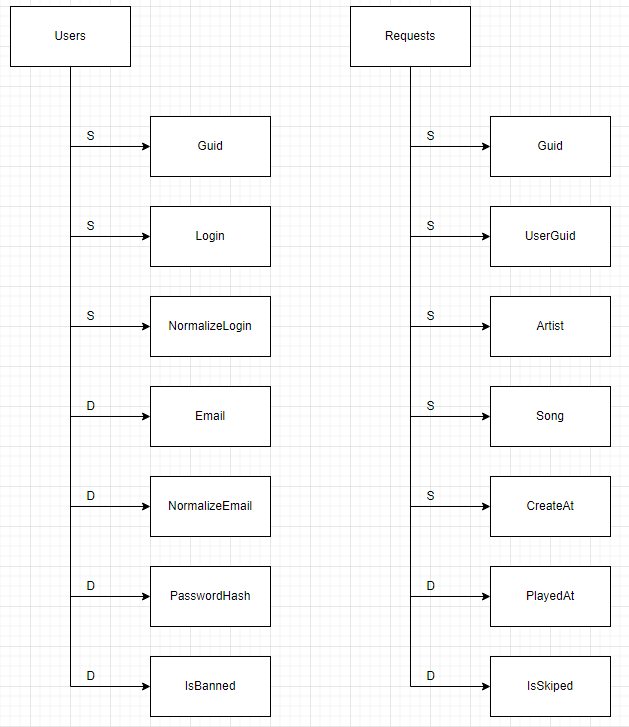 Users
S
Guid
S
Login
S
NormalizeLogin
D
Email
D
NormalizeEmail
D
PasswordHash
D
IsBanned
Requests
S
Guid
S
UserGuid
S
Artist
S
Song
S
CreateAt
D
PlayedAt
D
IsSkiped